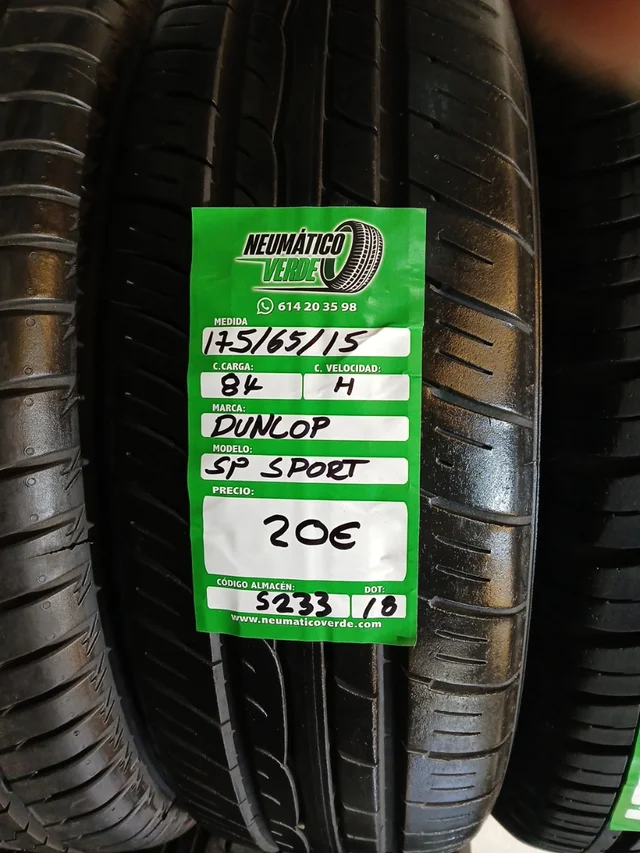 NEUMÁTICO
VERDE
614 20 35 98
MEDIDA
175/65/15
C.CARGA: C. VELOCIDAD:
84 H
MARCA:
DUNLOP
MODELO:
SP SPORT
PRECIO:
20€
CÓDIGO ALMACÉN: DOT:
S233 18
www.neumaticoverde.com